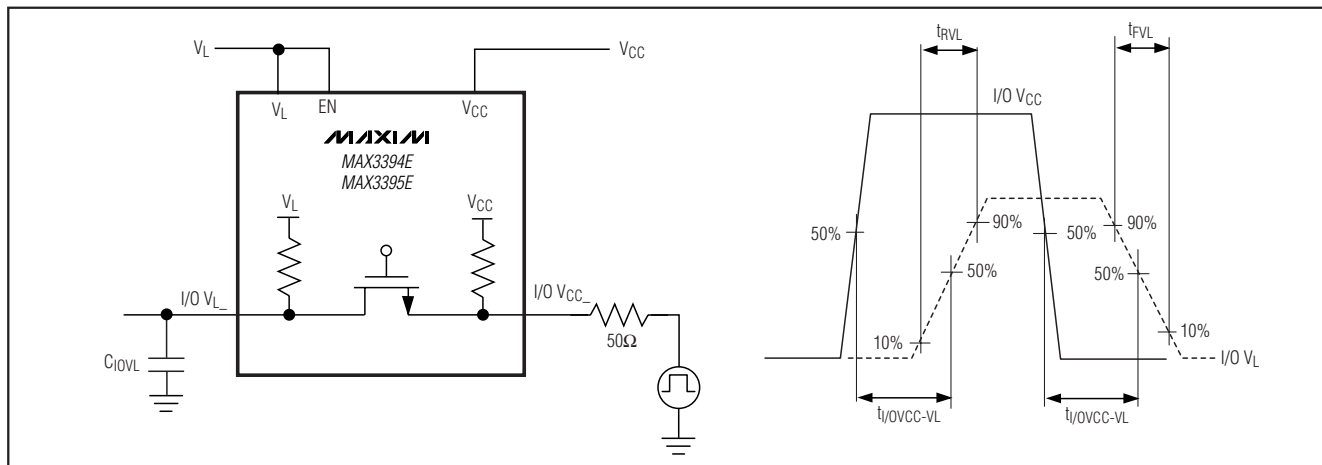 V_L
V_CC
V_L
EN
V_CC
MAXIM
MAX3394E
MAX3395E
V_L
V_CC
I/O V_L_
I/O V_CC_
50Ω
C_IOVL
t_RVL
t_FVL
I/O V_CC
50%
90%
50%
90%
50%
50%
10%
10%
I/O V_L
t_I/OVCC-VL
t_I/OVCC-VL